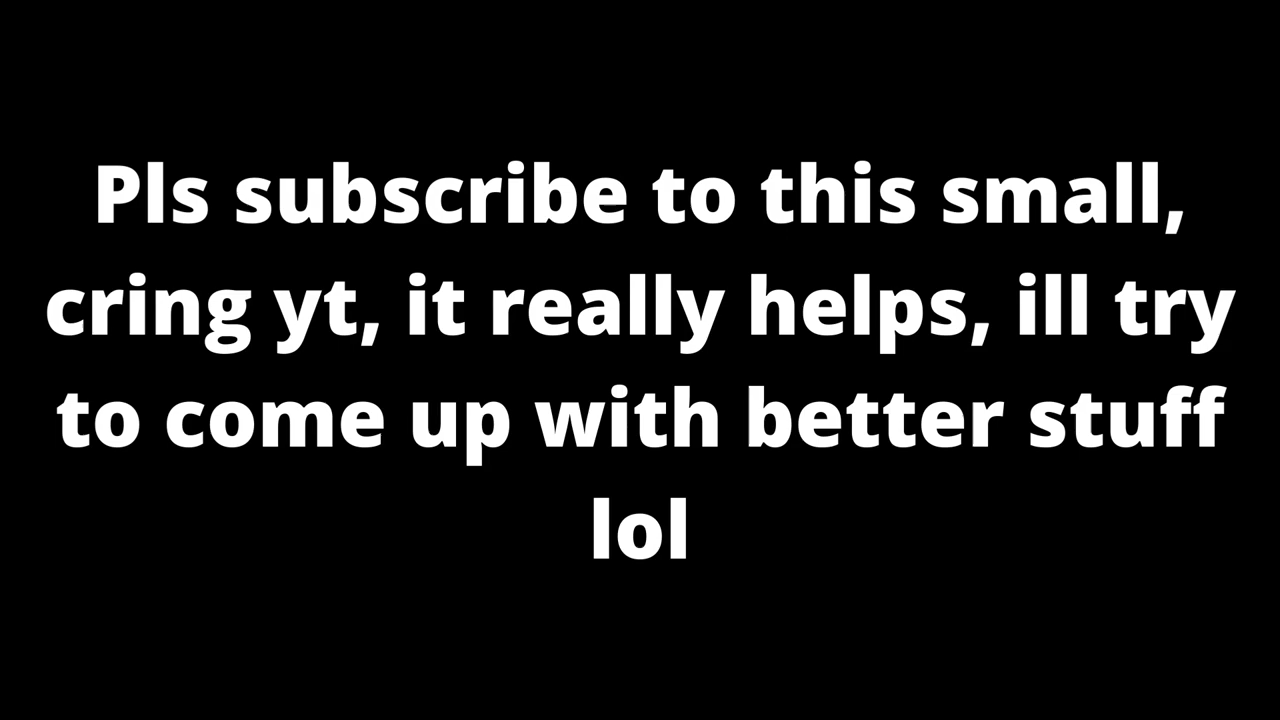 Pls subscribe to this small,
cring yt, it really helps, ill try
to come up with better stuff
lol